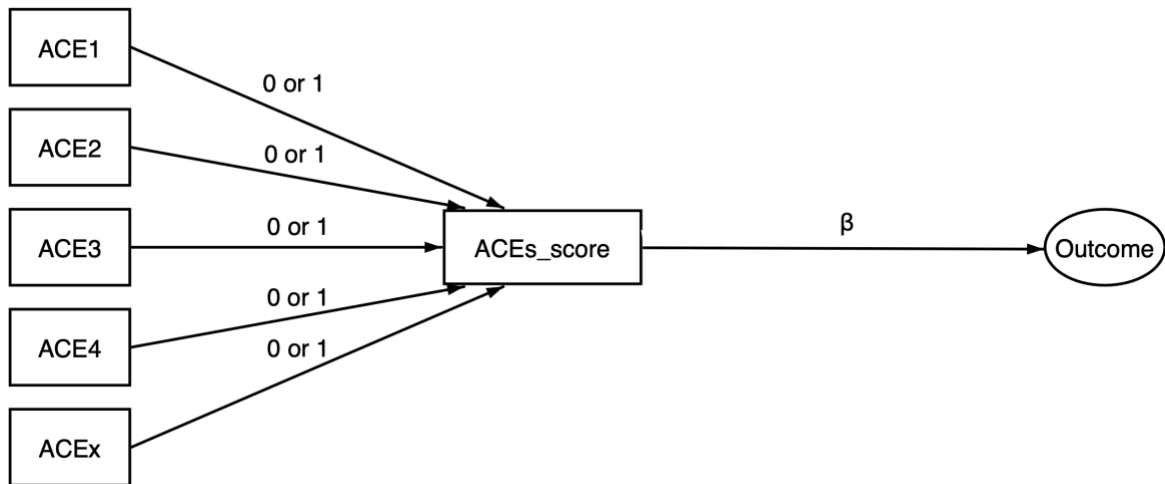 ACE1
0 or 1
ACE2
0 or 1
ACE3
0 or 1
ACEs_score
β
Outcome
0 or 1
ACE4
0 or 1
ACEx